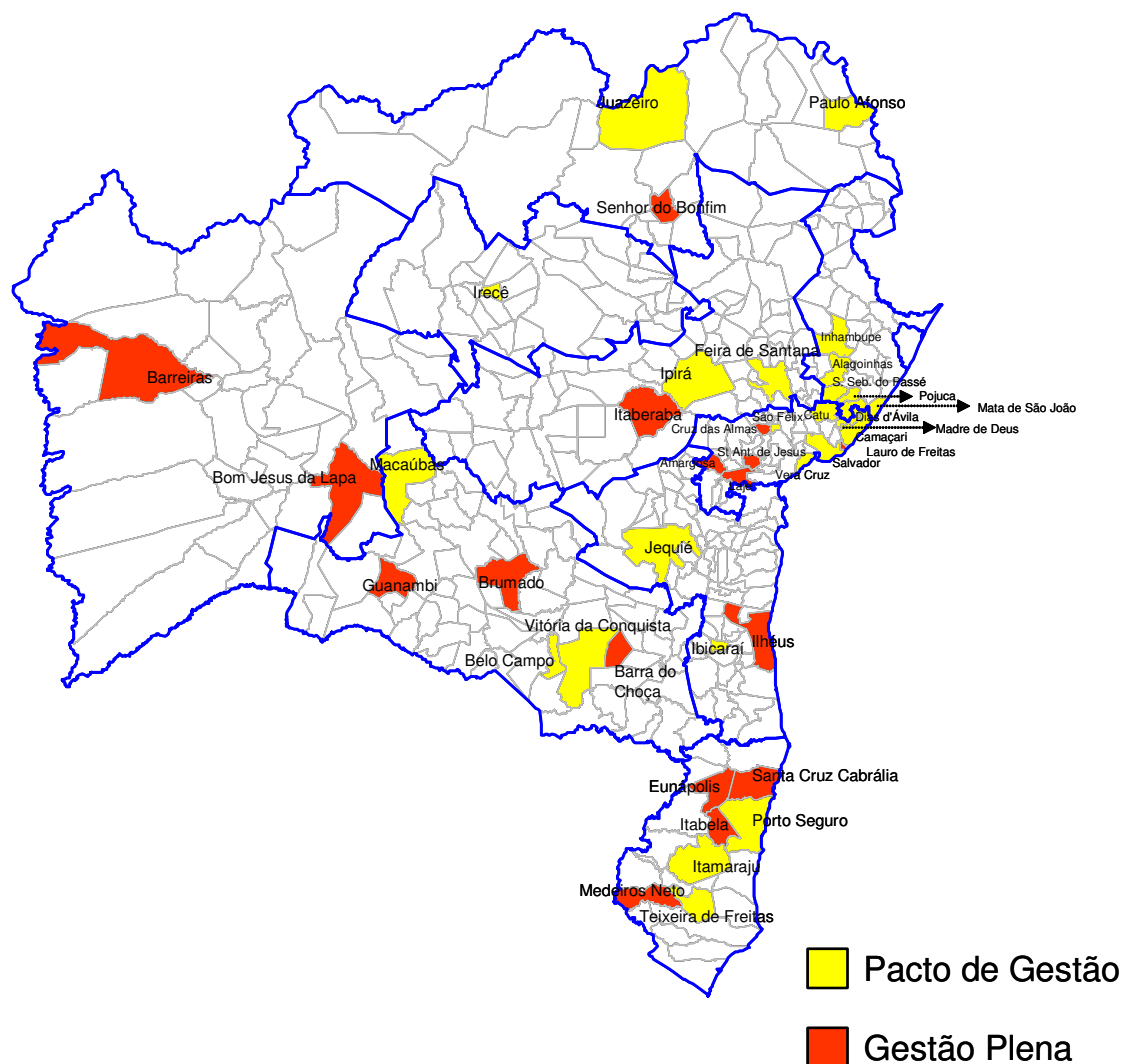 Juazeiro
Paulo Afonso
Senhor do Bonfim
Irecê
Inhambupe
Feira de Santana
Alagoinhas
Ipirá
Barreiras
S. Seb. do Passé
Pojuca
Mata de São João
Itaberaba
São Félix
Catu
Dias d'Ávila
Cruz das Almas
Madre de Deus
Camaçari
St Ant. de Jesus
Lauro de Freitas
Amargosa
Salvador
Macaúbas
Vera Cruz
Bom Jesus da Lapa
Jequié
Guanambi
Brumado
Vitória da Conquista
Ilhéus
Ibicaraí
Belo Campo
Barra do
Choça
Santa Cruz Cabrália
Eunápolis
Porto Seguro
Itabela
Itamaraju
Medeiros Neto
Teixeira de Freitas
Pacto de Gestão
Gestão Plena